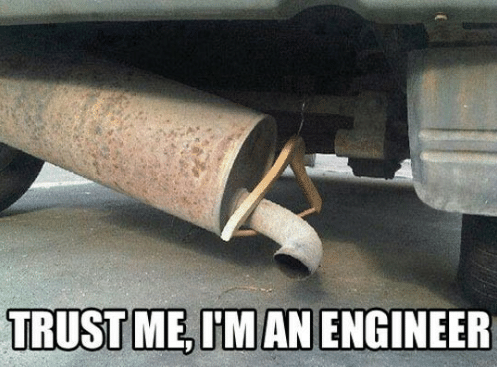 TRUST ME, I'M AN ENGINEER